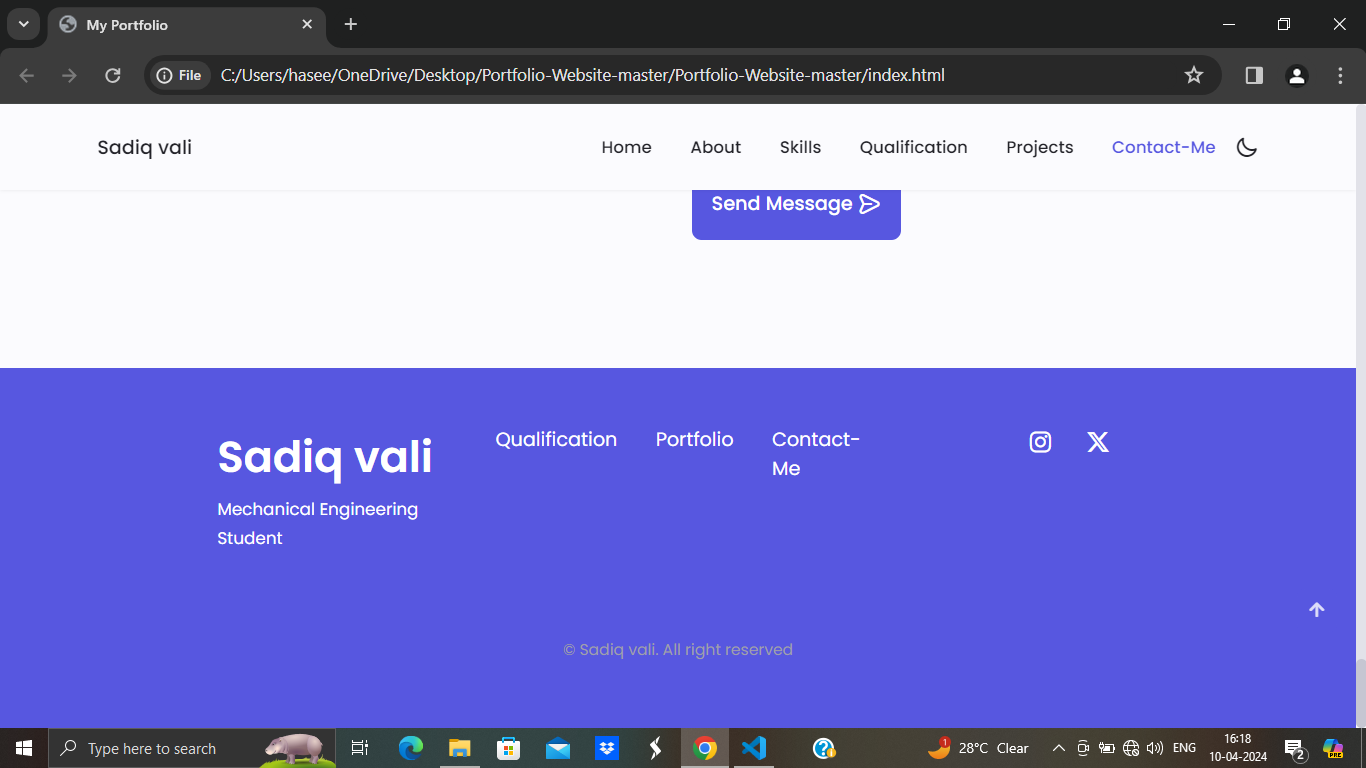 My Portfolio
File C:/Users/hasee/OneDrive/Desktop/Portfolio-Website-master/Portfolio-Website-master/index.html
Sadiq vali Home About Skills Qualification Projects Contact-Me
Send Message
Sadiq vali
Mechanical Engineering
Student
Qualification Portfolio Contact-
Me
© Sadiq vali. All right reserved
Type here to search
1
28°C Clear
ENG
16:18
10-04-2024
2
PRE